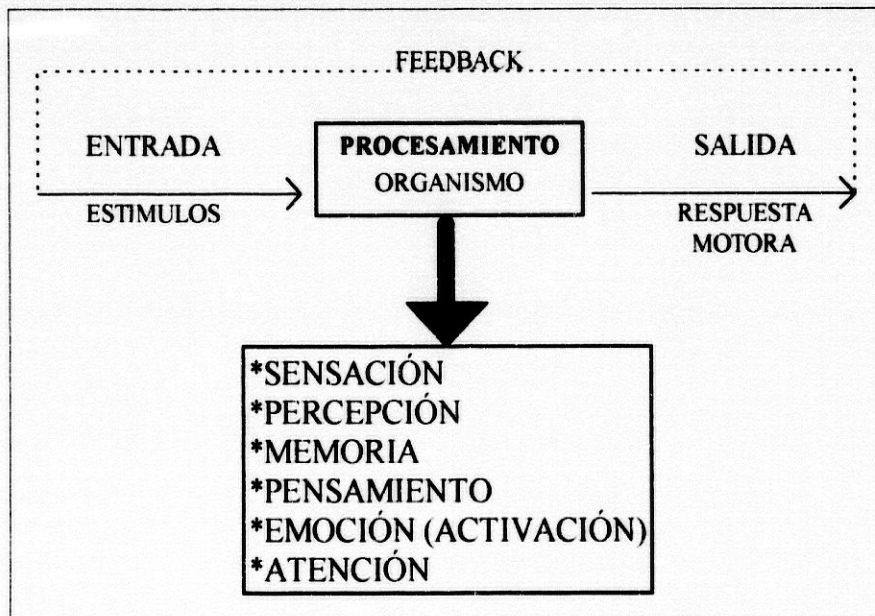 FEEDBACK
ENTRADA
ESTIMULOS
PROCESAMIENTO
ORGANISMO
SALIDA
RESPUESTA
MOTORA
*SENSACIÓN
*PERCEPCIÓN
*MEMORIA
*PENSAMIENTO
*EMOCIÓN (ACTIVACIÓN)
*ATENCIÓN